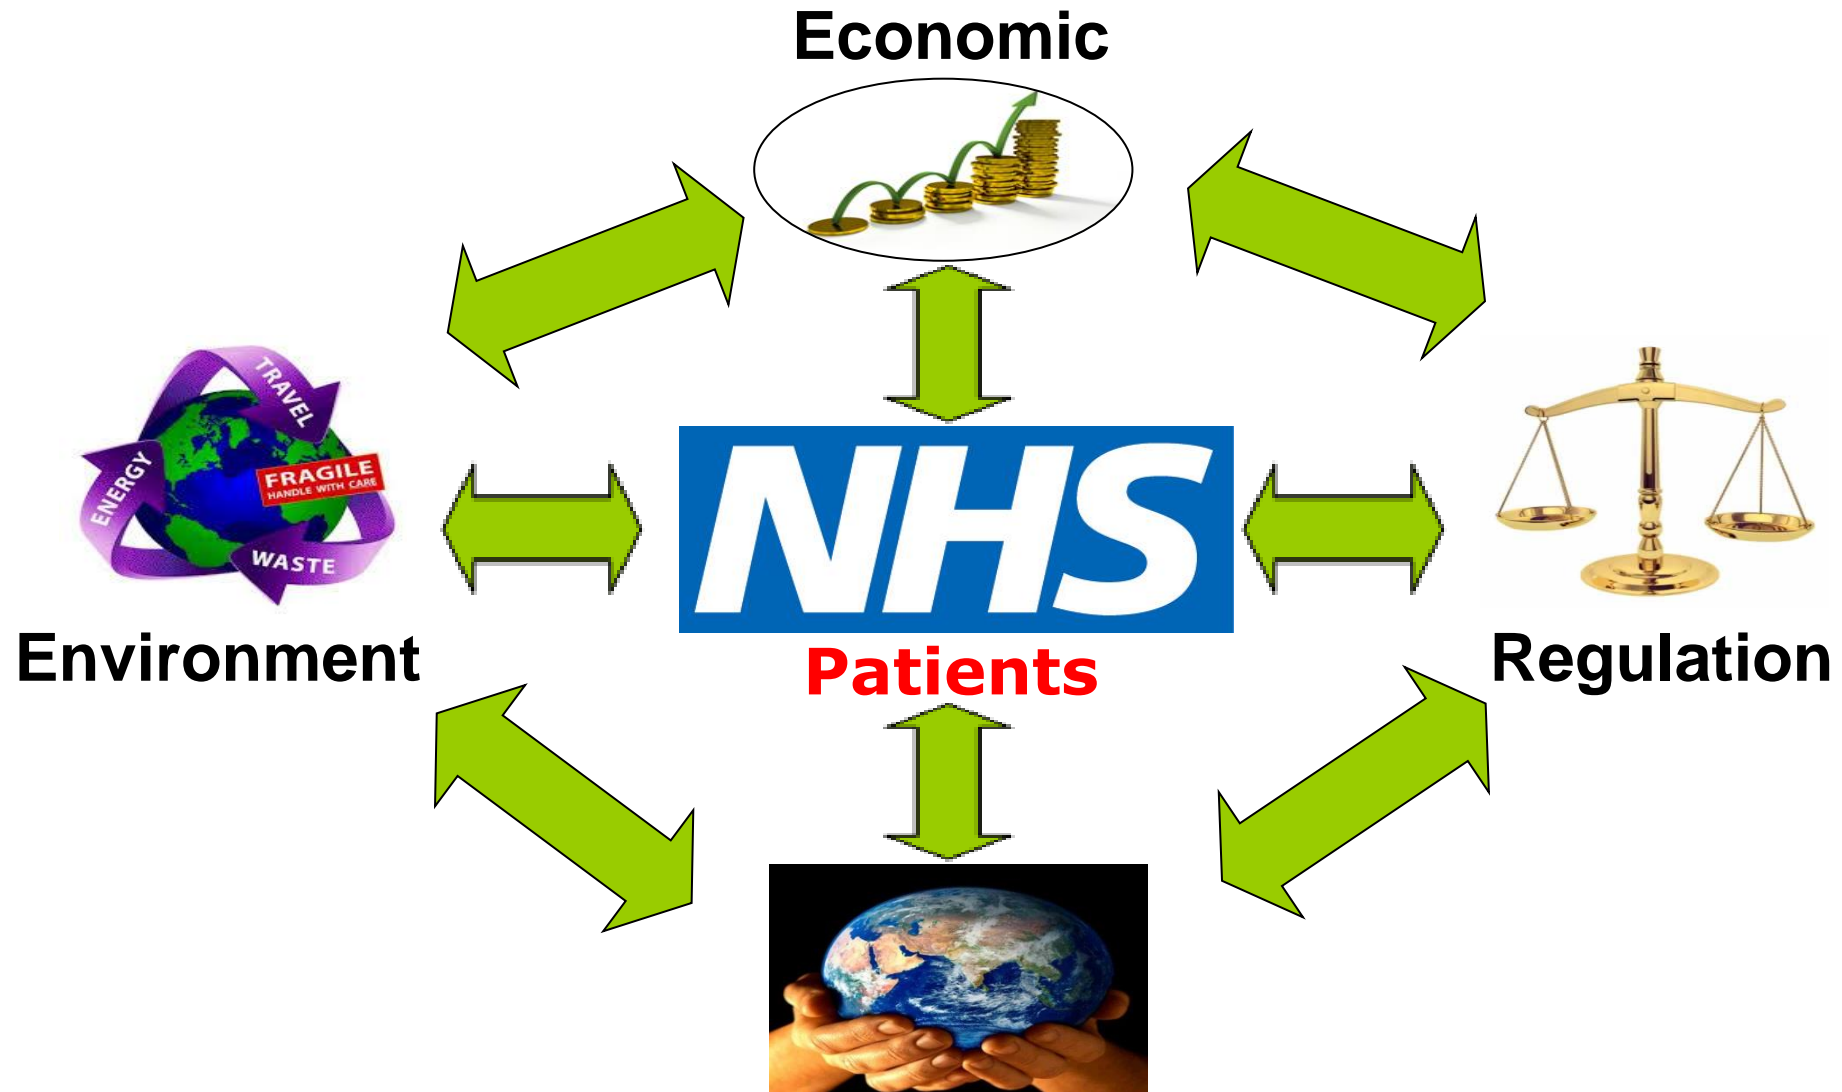 Economic
TRAVEL
ENERGY
FRAGILE
HANDLE WITH CARE
WASTE
NHS
Environment
Patients
Regulation